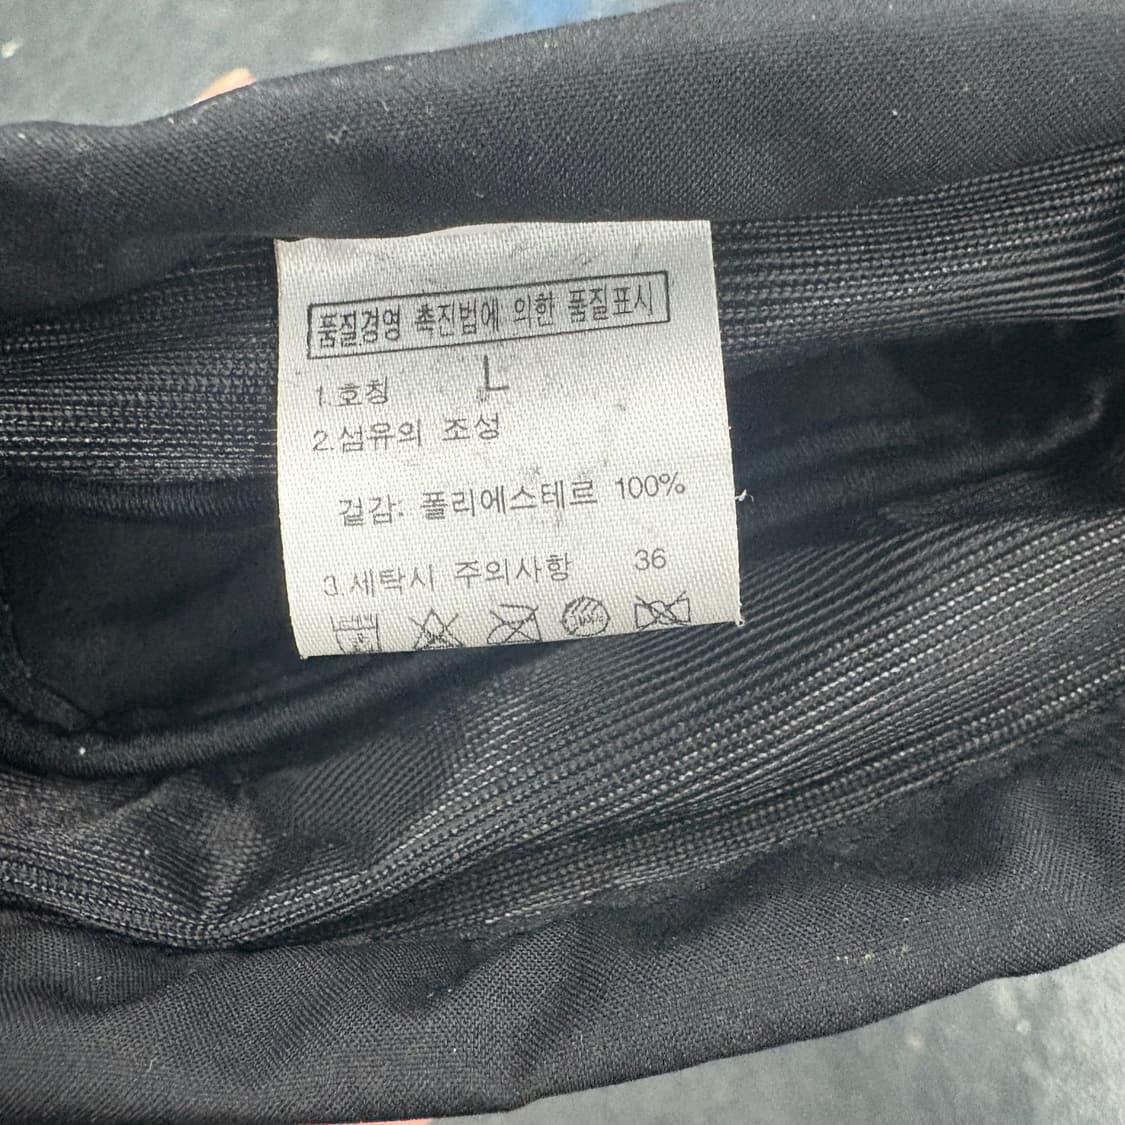 품질경영 촉진법에 의한 품질표시
1.호칭 L
2.섬유의 조성
겉감: 폴리에스테르 100%
3.세탁시 주의사항 36